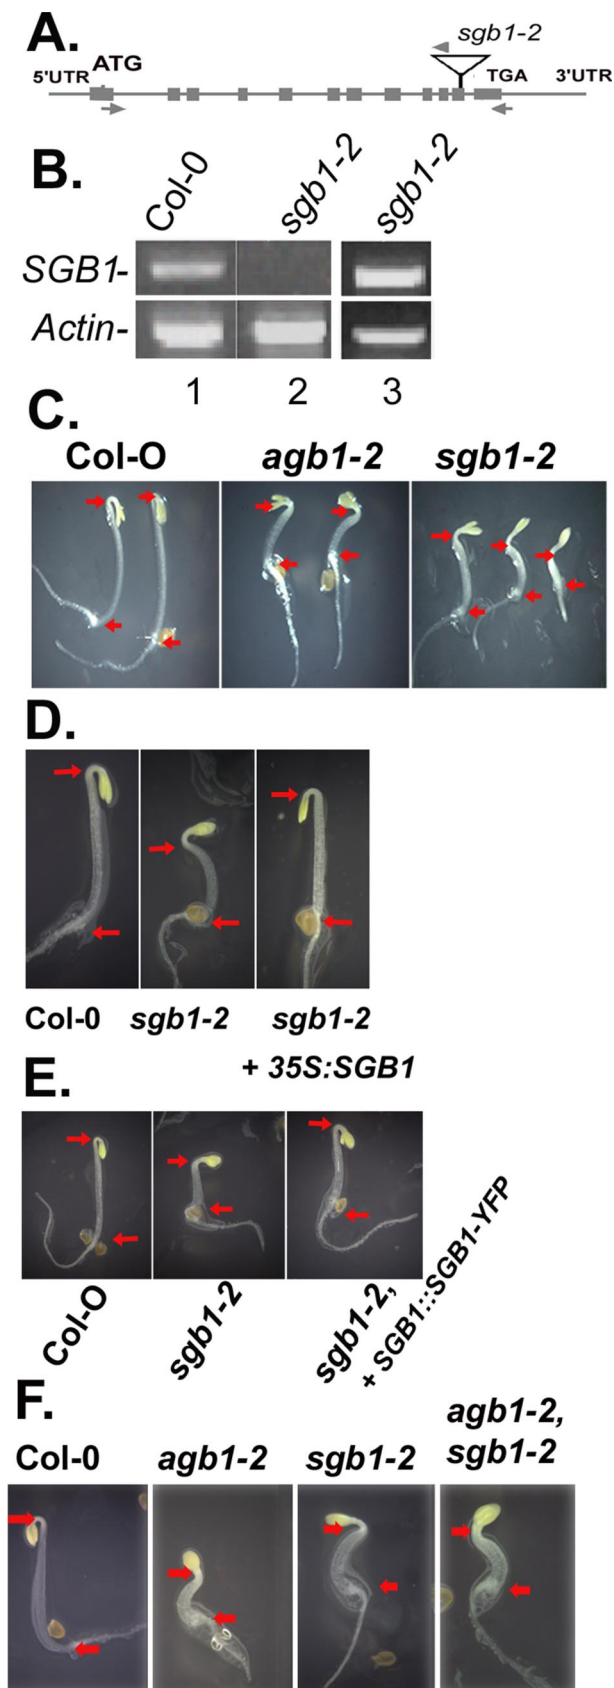 A.
sgb1-2
5'UTR ATG TGA 3'UTR
B.
Col-0 sgb1-2 sgb1-2
SGB1-
Actin-
1 2 3
C.
Col-O agb1-2 sgb1-2
D.
Col-0 sgb1-2 sgb1-2
+ 35S:SGB1
E.
Col-O sgb1-2 sgb1-2,
+ SGB1::SGB1-YFP
F.
Col-0 agb1-2 sgb1-2 agb1-2,
sgb1-2